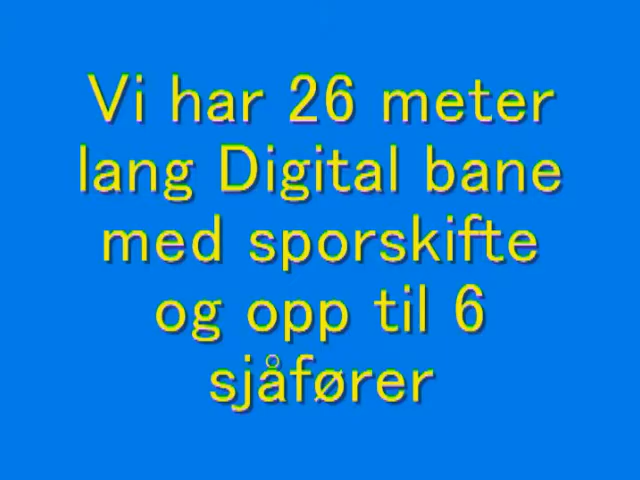 Vi har 26 meter
lang Digital bane
med sporskifte
og opp til 6
sjåfører